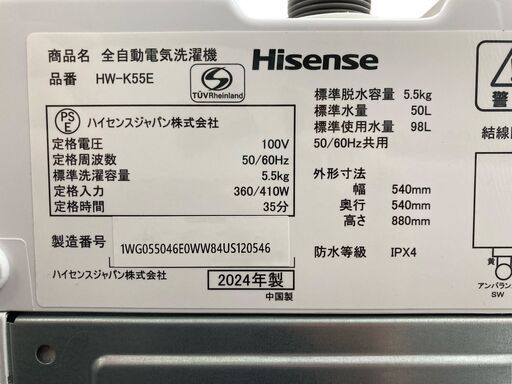 商品名 全自動電気洗濯機
品番 HW-K55E
TÜVRheinland
Hisense
PS
E
ハイセンスジャパン株式会社
定格電圧 100V
定格周波数 50/60Hz
標準洗濯容量 5.5kg
定格入力 360/410W
定格時間 35分
製造番号 1WG055046E0WW84US120546
ハイセンスジャパン株式会社
2024年製
中国製
標準脱水容量 5.5kg
標準水量 50L
標準使用水量 98L
50/60Hz共用
外形寸法
幅 540mm
奥行 540mm
高さ 880mm
防水等級 IPX4
警
結線
黄
アンバラン
SW